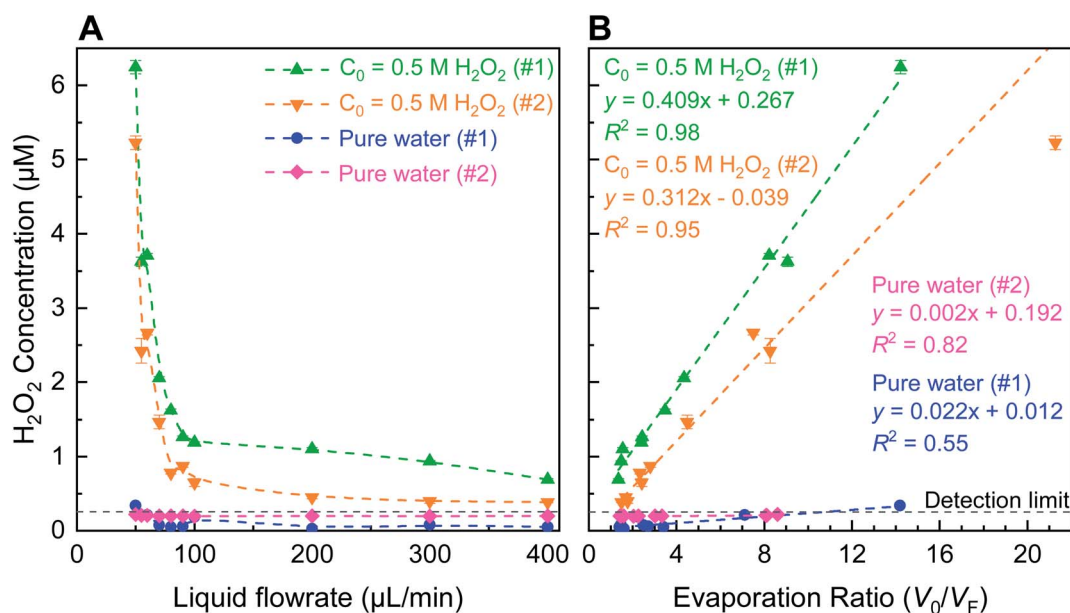 A
B
C₀ = 0.5 M H₂O₂ (#1)
C₀ = 0.5 M H₂O₂ (#2)
Pure water (#1)
Pure water (#2)
C₀ = 0.5 M H₂O₂ (#1)
y = 0.409x + 0.267
R² = 0.98
C₀ = 0.5 M H₂O₂ (#2)
y = 0.312x - 0.039
R² = 0.95
Pure water (#2)
y = 0.002x + 0.192
R² = 0.82
Pure water (#1)
y = 0.022x + 0.012
R² = 0.55
Detection limit
H₂O₂ Concentration (µM)
6
5
4
3
2
1
0
0 100 200 300 400
Liquid flowrate (µL/min)
0 4 8 12 16 20
Evaporation Ratio (V₀/V_F)